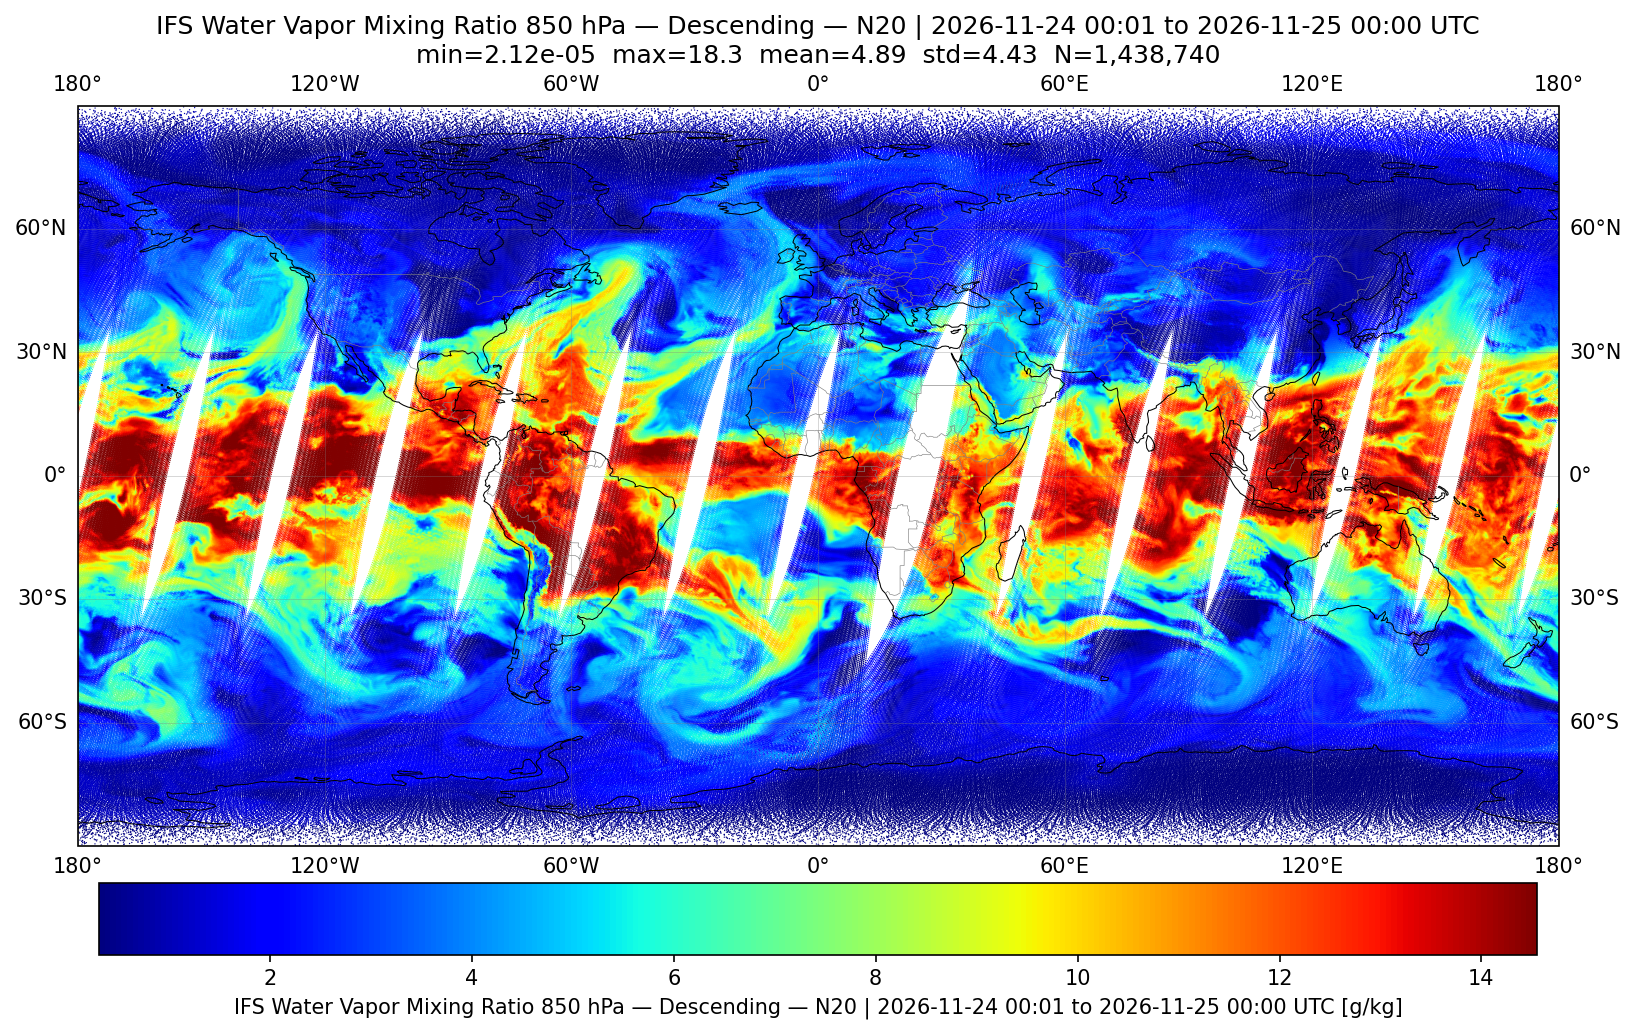 IFS Water Vapor Mixing Ratio 850 hPa — Descending — N20 | 2026-11-24 00:01 to 2026-11-25 00:00 UTC
min=2.12e-05 max=18.3 mean=4.89 std=4.43 N=1,438,740
180° 120°W 60°W 0° 60°E 120°E 180°
60°N 60°N
30°N 30°N
0° 0°
30°S 30°S
60°S 60°S
180° 120°W 60°W 0° 60°E 120°E 180°
2 4 6 8 10 12 14
IFS Water Vapor Mixing Ratio 850 hPa — Descending — N20 | 2026-11-24 00:01 to 2026-11-25 00:00 UTC [g/kg]